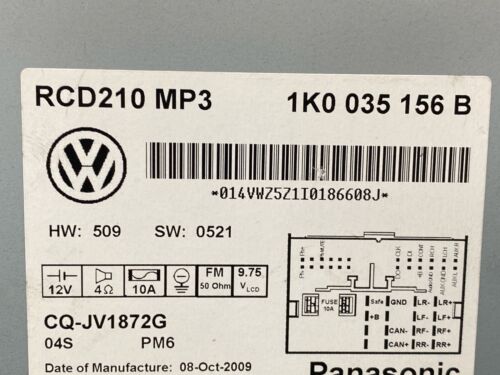 RCD210 MP3 1K0 035 156 B
*014VWZ5Z1I0186608J*
HW: 509 SW: 0521
12V 4Ω 10A FM 50 Ohm 9.75 VLCD
FUSE 10A
Safe GND LR- LR+
+B LF- LF+
CAN- RF- RF+
CAN+ RR- RR+
CQ-JV1872G
04S PM6
Date of Manufacture: 08-Oct-2009
Panasonic